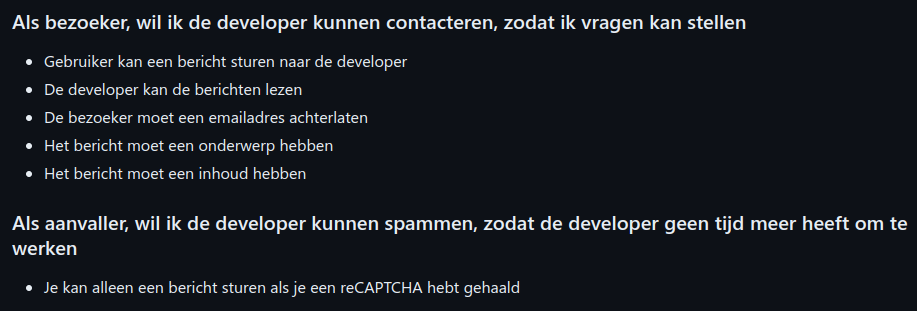 Als bezoeker, wil ik de developer kunnen contacteren, zodat ik vragen kan stellen
Gebruiker kan een bericht sturen naar de developer
De developer kan de berichten lezen
De bezoeker moet een emailadres achterlaten
Het bericht moet een onderwerp hebben
Het bericht moet een inhoud hebben
Als aanvaller, wil ik de developer kunnen spammen, zodat de developer geen tijd meer heeft om te
werken
Je kan alleen een bericht sturen als je een reCAPTCHA hebt gehaald